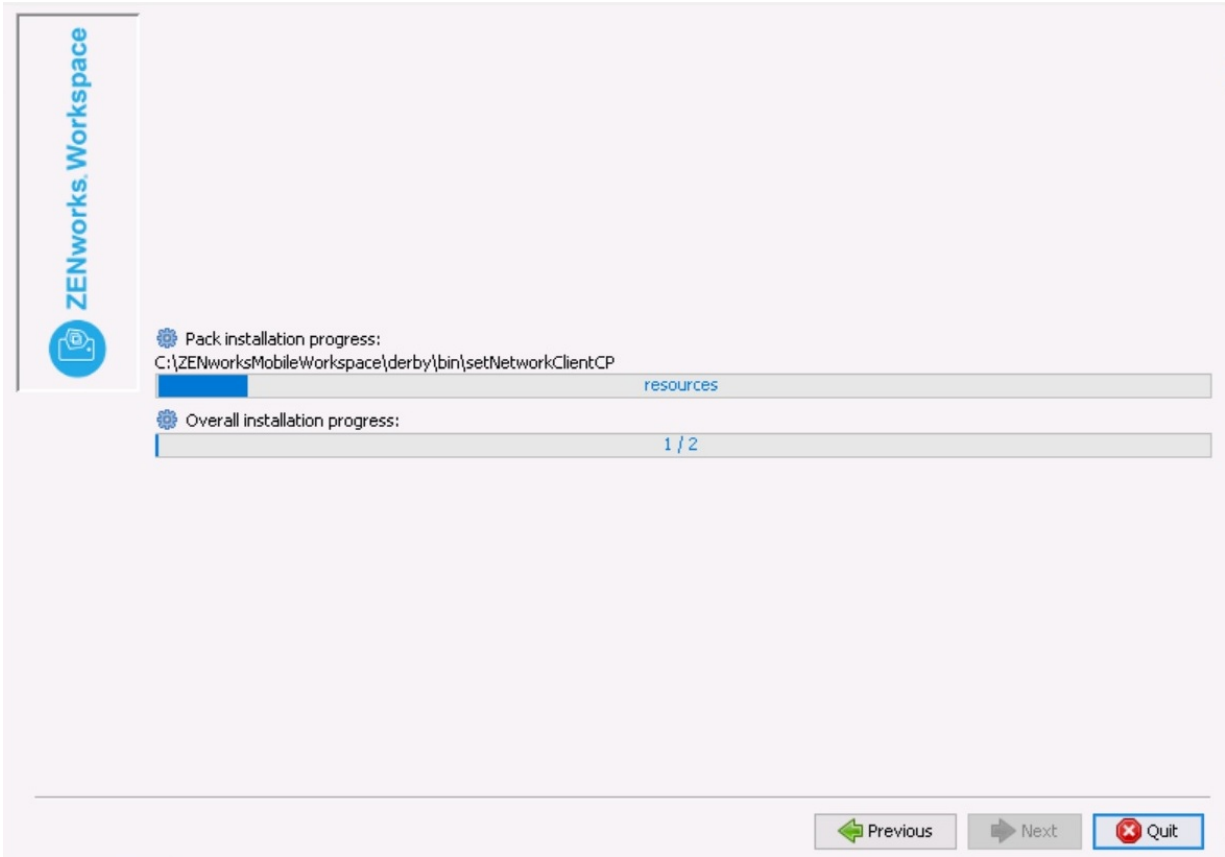 ZENworks. Workspace
Pack installation progress:
C:\ZENworksMobileWorkspace\derby\bin\setNetworkClientCP
resources
Overall installation progress:
1 / 2
Previous
Next
Quit